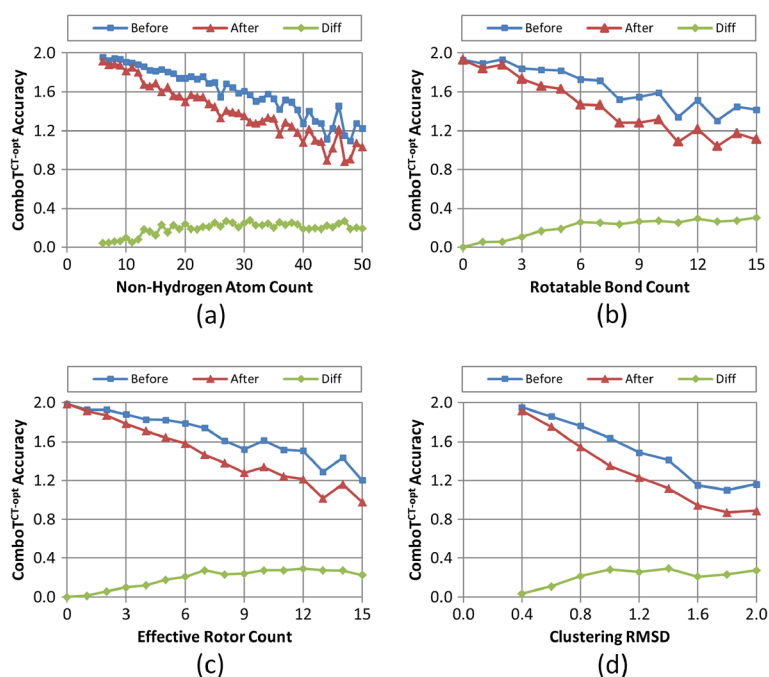 Before After Diff
2.0
1.6
1.2
0.8
0.4
0.0
ComboT^CT-opt Accuracy
0 10 20 30 40 50
Non-Hydrogen Atom Count
(a)
Before After Diff
2.0
1.6
1.2
0.8
0.4
0.0
ComboT^CT-opt Accuracy
0 3 6 9 12 15
Rotatable Bond Count
(b)
Before After Diff
2.0
1.6
1.2
0.8
0.4
0.0
ComboT^CT-opt Accuracy
0 3 6 9 12 15
Effective Rotor Count
(c)
Before After Diff
2.0
1.6
1.2
0.8
0.4
0.0
ComboT^CT-opt Accuracy
0.0 0.4 0.8 1.2 1.6 2.0
Clustering RMSD
(d)